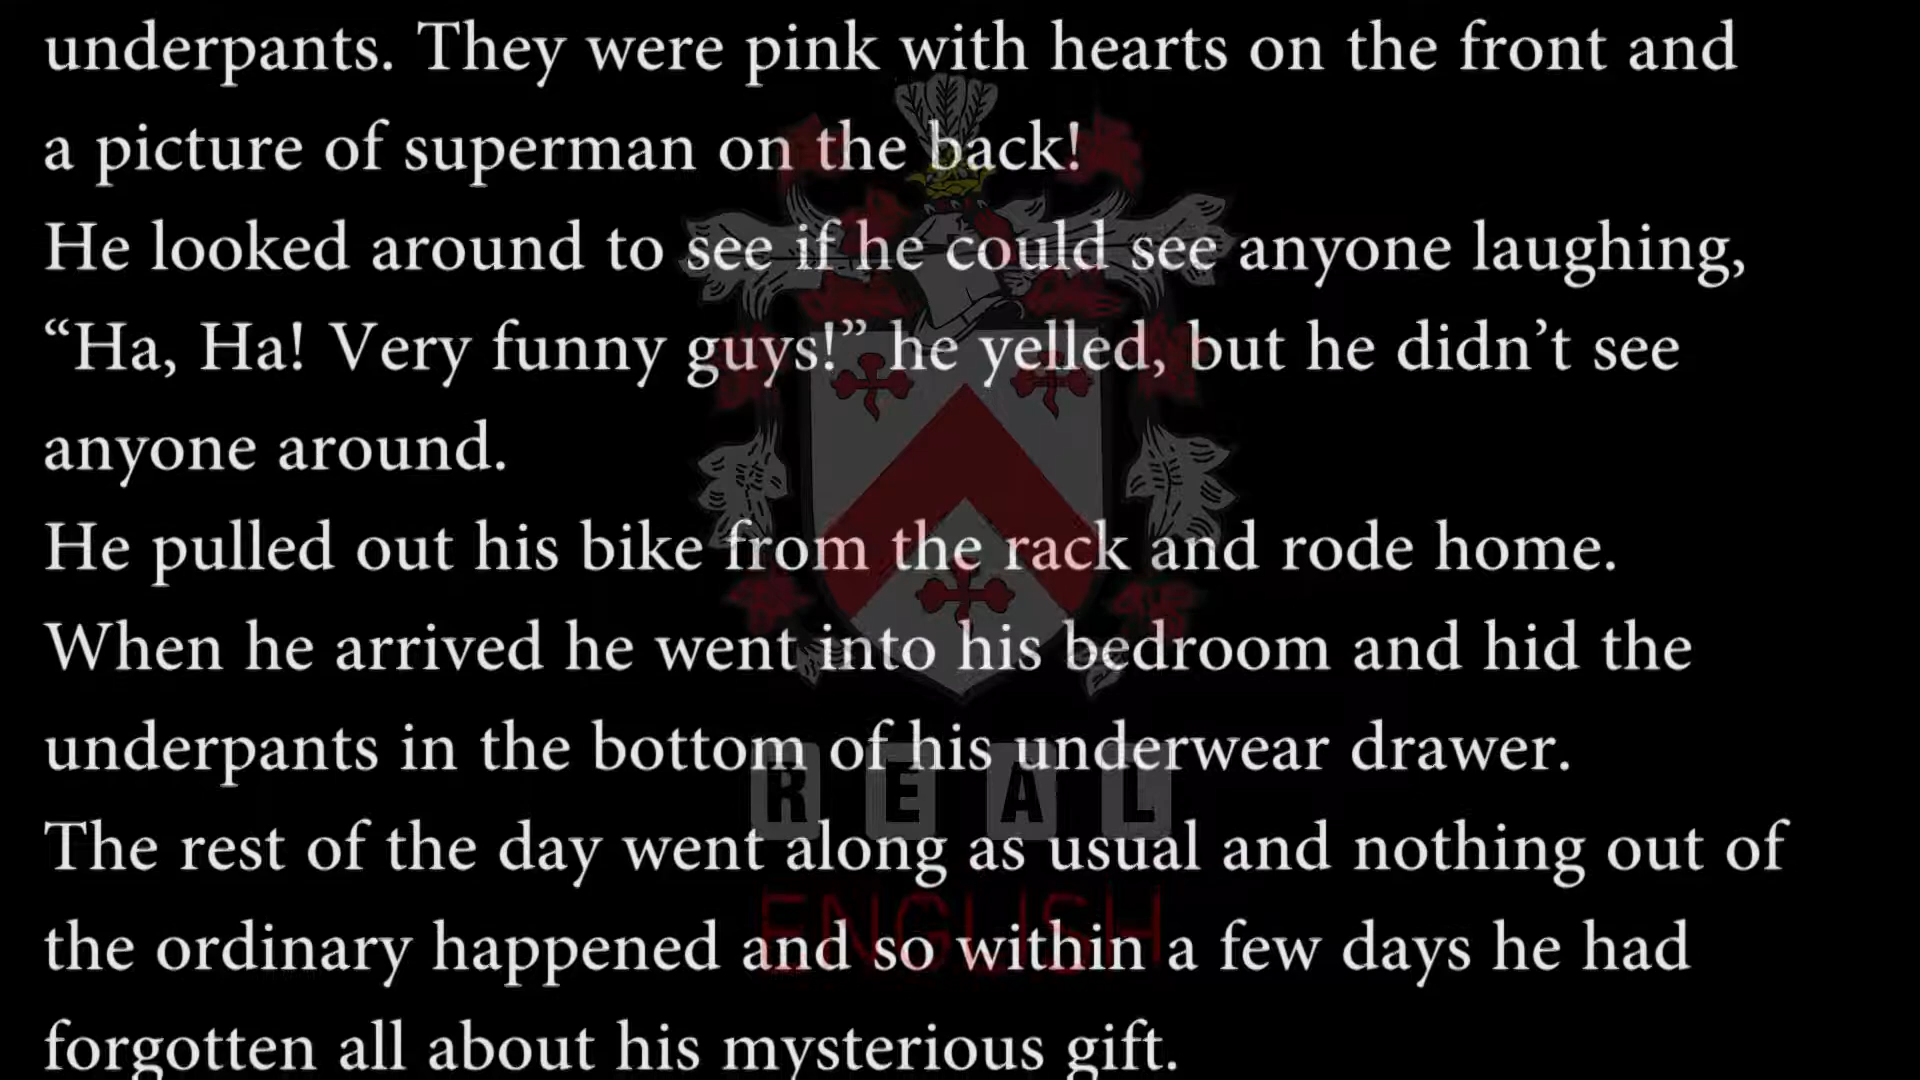 underpants. They were pink with hearts on the front and
a picture of superman on the back!
He looked around to see if he could see anyone laughing,
“Ha, Ha! Very funny guys!” he yelled, but he didn’t see
anyone around.
He pulled out his bike from the rack and rode home.
When he arrived he went into his bedroom and hid the
underpants in the bottom of his underwear drawer.
The rest of the day went along as usual and nothing out of
the ordinary happened and so within a few days he had
forgotten all about his mysterious gift.
REAL
ENGLISH